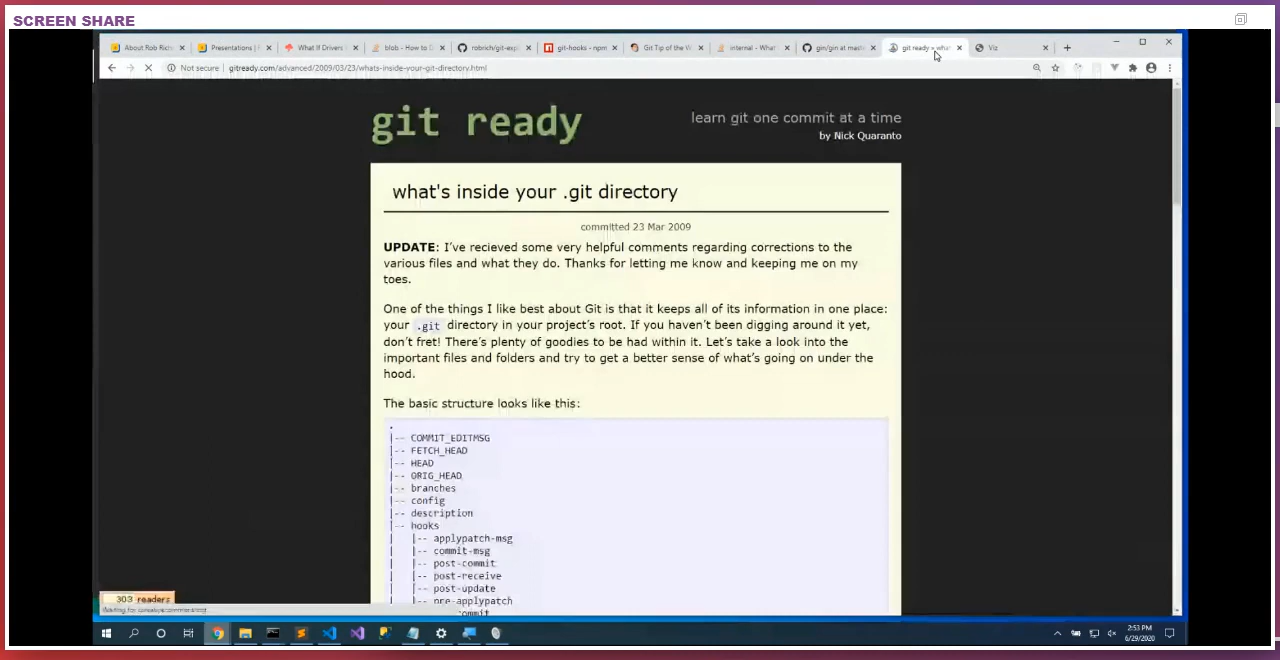 SCREEN SHARE
About Rob Rich
Presentations |
What If Drivers
blob - How to
robrich/git-exp
git-hooks - npm
Git Tip of the W
internal - What
gin/gin at mast
git ready » wha
Viz
Not secure | gitready.com/advanced/2009/03/23/whats-inside-your-git-directory.html
git ready
learn git one commit at a time
by Nick Quaranto
what's inside your .git directory
committed 23 Mar 2009
UPDATE: I've recieved some very helpful comments regarding corrections to the
various files and what they do. Thanks for letting me know and keeping me on my
toes.
One of the things I like best about Git is that it keeps all of its information in one place:
your .git directory in your project's root. If you haven't been digging around it yet,
don't fret! There's plenty of goodies to be had within it. Let's take a look into the
important files and folders and try to get a better sense of what's going on under the
hood.
The basic structure looks like this:
.
|-- COMMIT_EDITMSG
|-- FETCH_HEAD
|-- HEAD
|-- ORIG_HEAD
|-- branches
|-- config
|-- description
|-- hooks
| |-- applypatch-msg
| |-- commit-msg
| |-- post-commit
| |-- post-receive
| |-- post-update
| |-- pre-applypatch
commit
303 readers
2:53 PM
6/29/2020